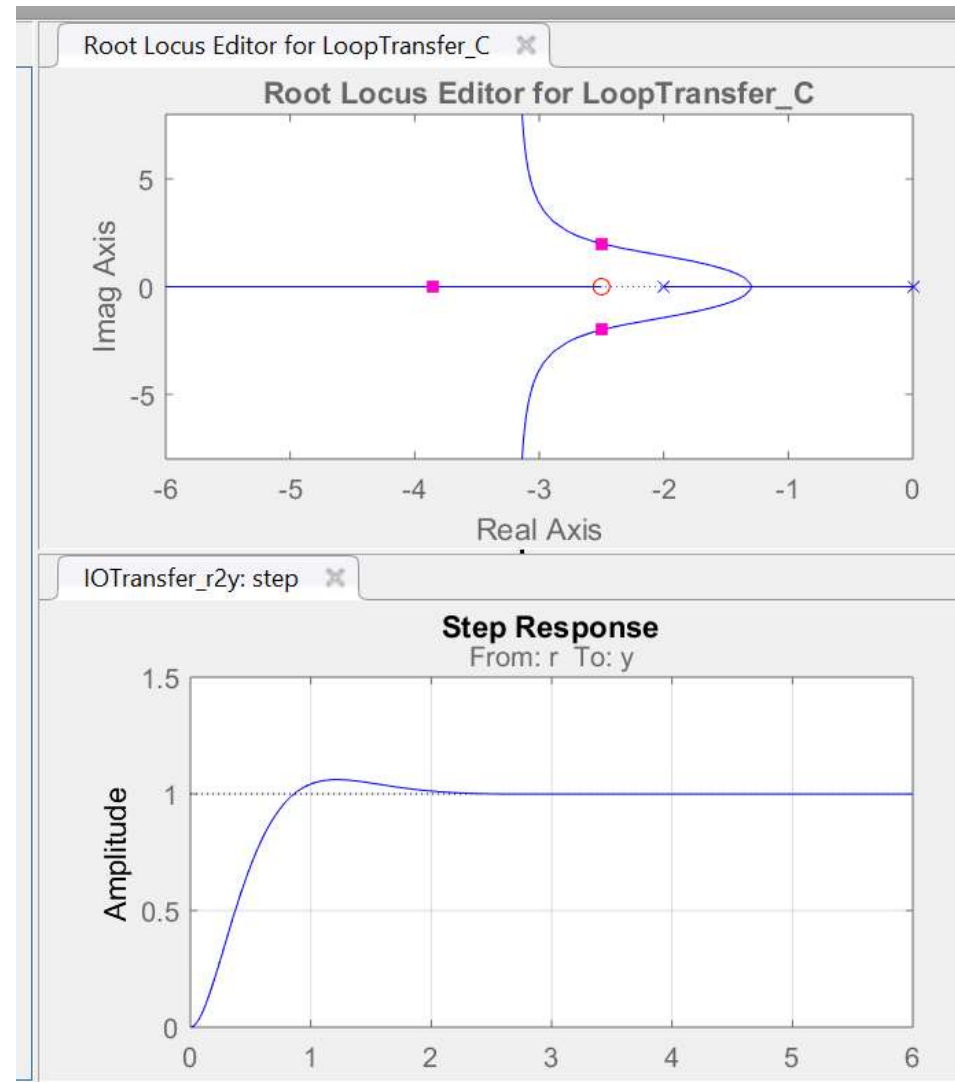 Root Locus Editor for LoopTransfer_C
Root Locus Editor for LoopTransfer_C
5
0
-5
Imag Axis
-6 -5 -4 -3 -2 -1 0
Real Axis
IOTransfer_r2y: step
Step Response
From: r To: y
1.5
1
0.5
0
Amplitude
0 1 2 3 4 5 6